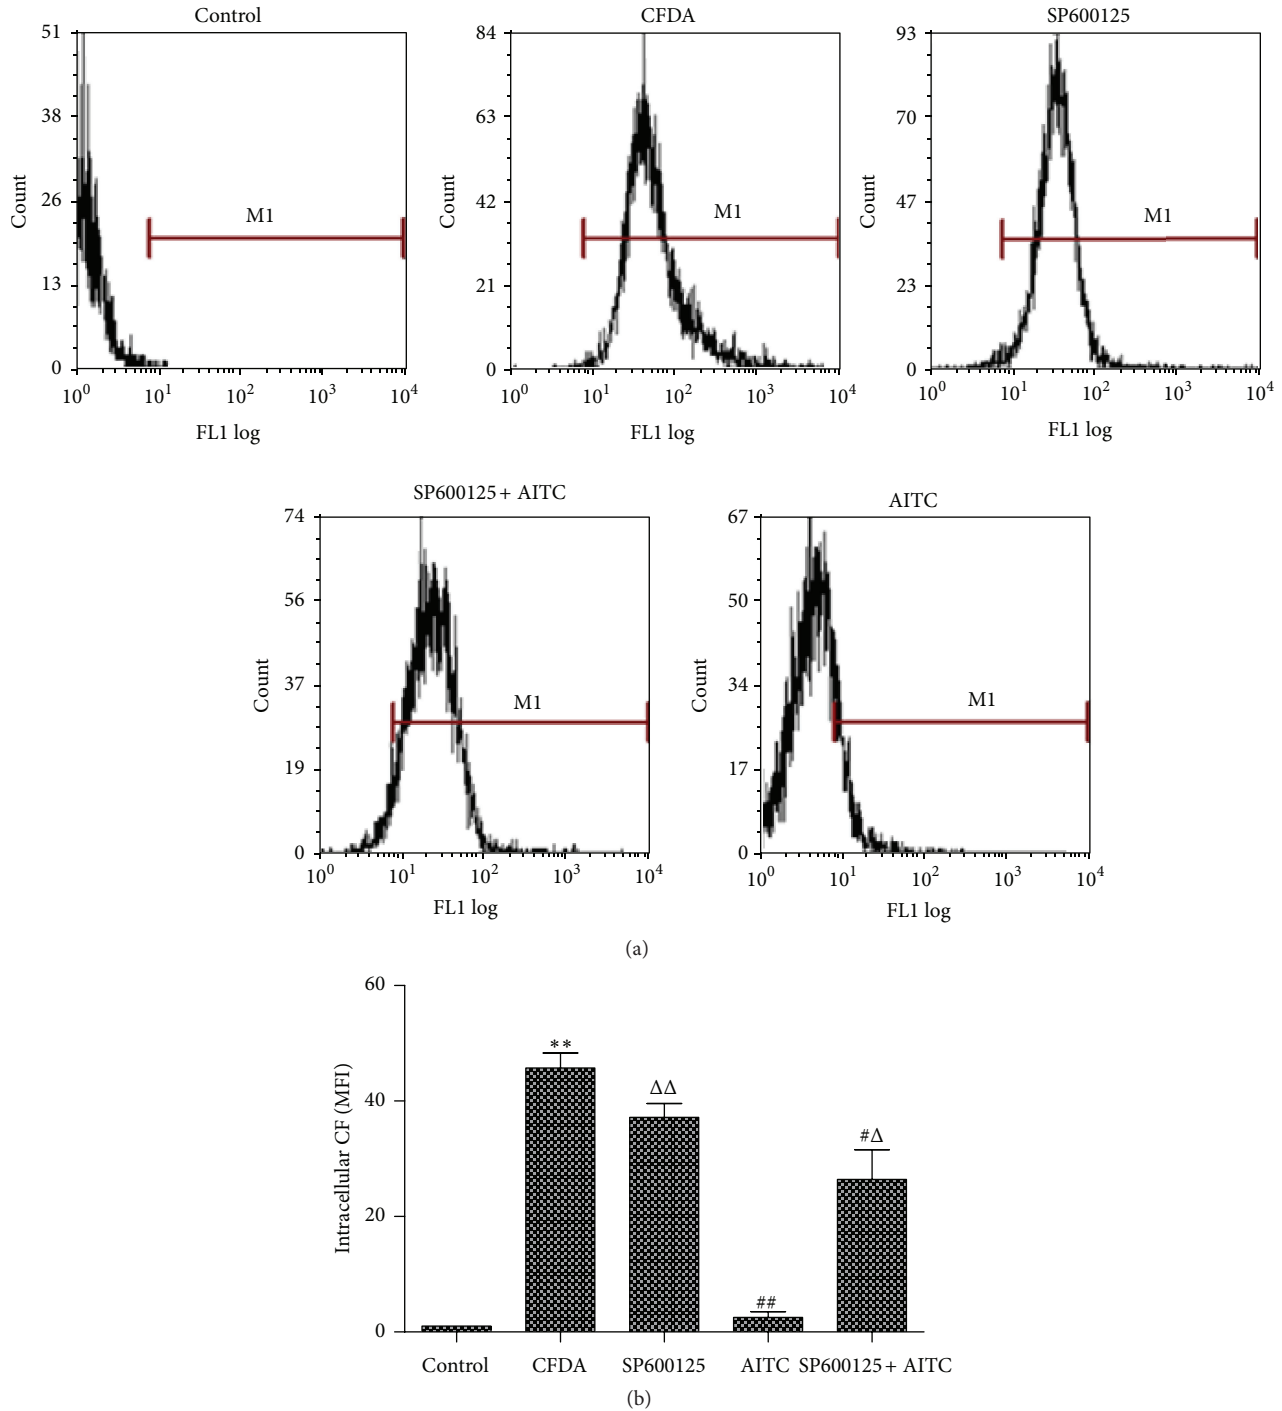 Control
51
38
26
13
0
Count
M1
10^0 10^1 10^2 10^3 10^4
FL1 log
CFDA
84
63
42
21
0
Count
M1
10^0 10^1 10^2 10^3 10^4
FL1 log
SP600125
93
70
47
23
0
Count
M1
10^0 10^1 10^2 10^3 10^4
FL1 log
SP600125+ AITC
74
56
37
19
0
Count
M1
10^0 10^1 10^2 10^3 10^4
FL1 log
AITC
67
50
34
17
0
Count
M1
10^0 10^1 10^2 10^3 10^4
FL1 log
(a)
60
40
20
0
Intracellular CF (MFI)
**
ΔΔ
##
#Δ
Control CFDA SP600125 AITC SP600125+ AITC
(b)